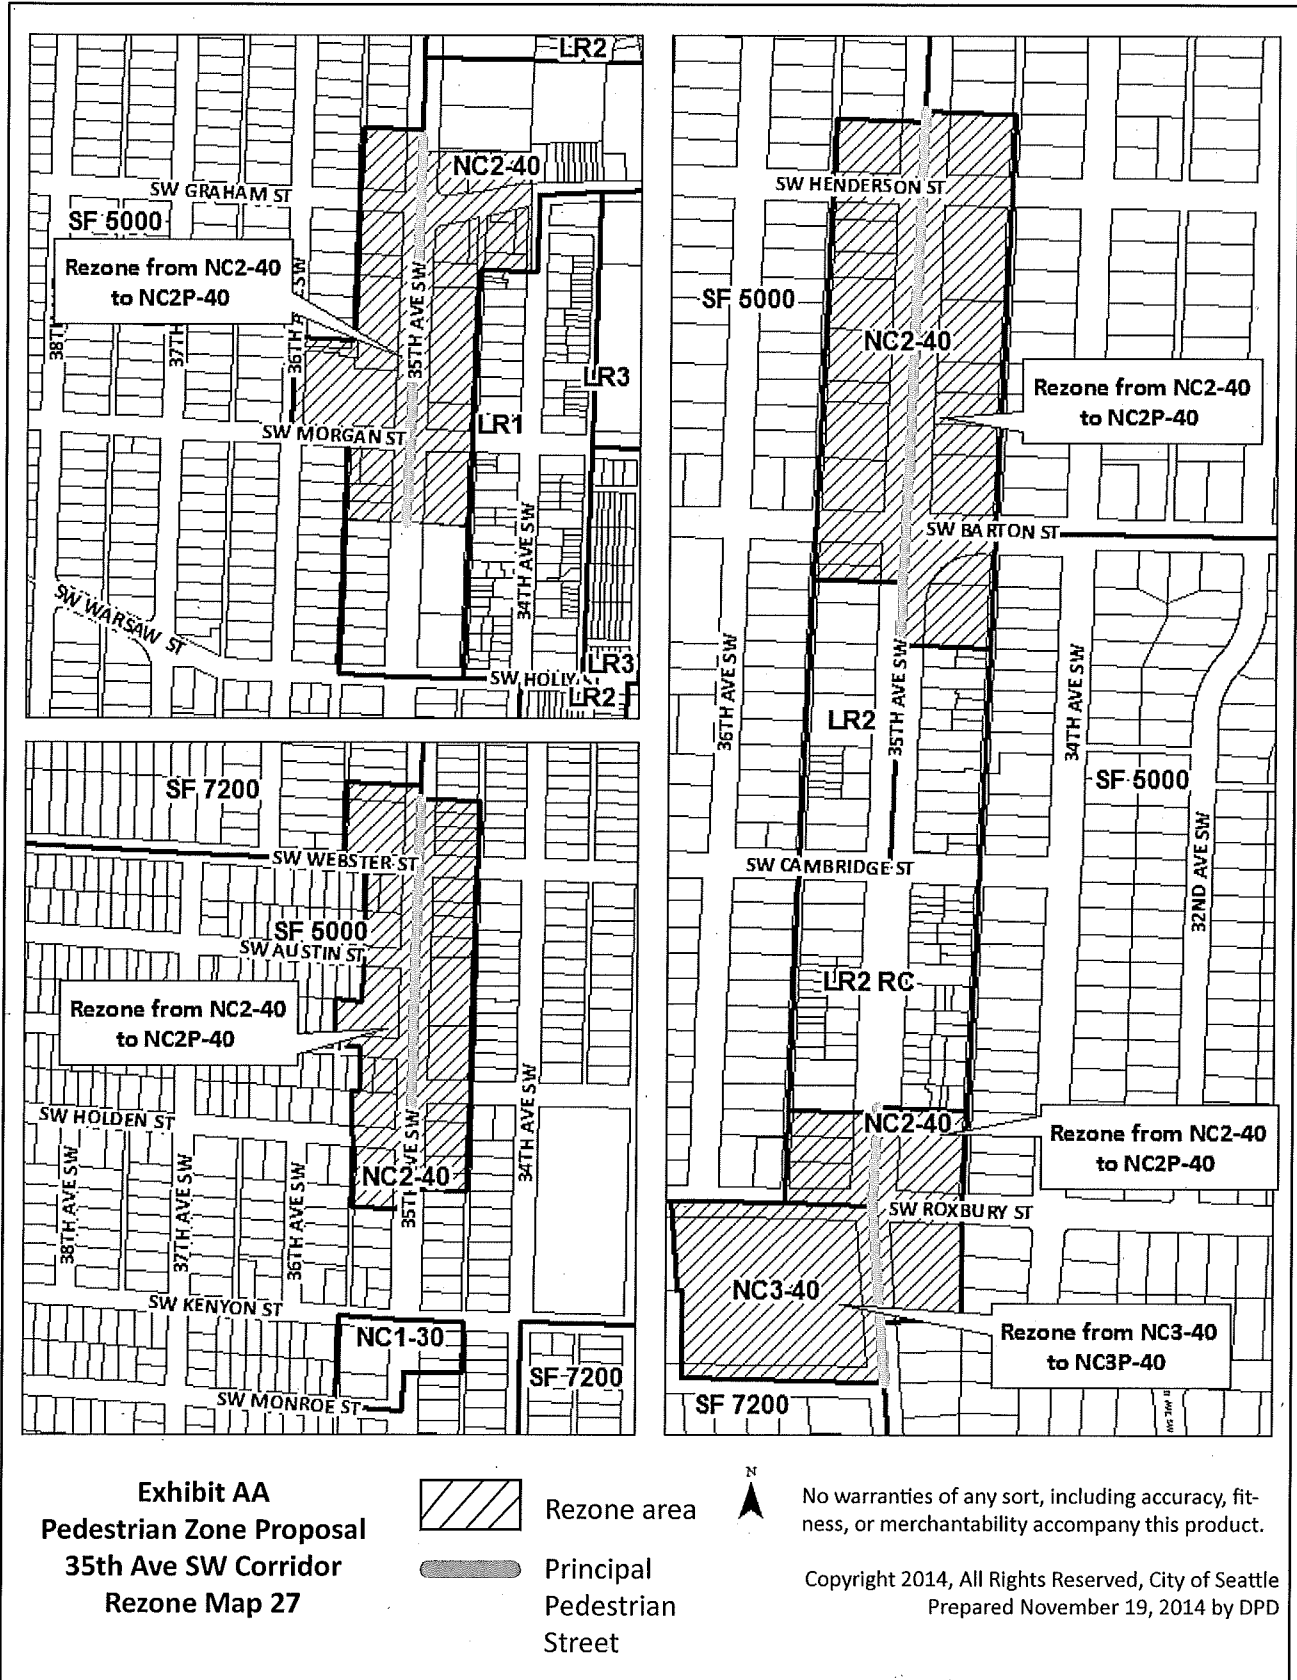 LR2
NC2-40
SW GRAHAM ST
SF 5000
Rezone from NC2-40
to NC2P-40
37TH
36TH
35TH AVE SW
LR3
LR1
SW MORGAN ST
34TH AVE SW
SW WARSAW ST
LR3
SW HOLLY
LR2
SF 7200
SW WEBSTER ST
SF 5000
SW AUSTIN ST
Rezone from NC2-40
to NC2P-40
SW HOLDEN ST
34TH AVE SW
35TH AVE SW
NC2-40
38TH AVE SW
37TH AVE SW
36TH AVE SW
SW KENYON ST
NC1-30
SF 7200
SW MONROE ST
SW HENDERSON ST
SF 5000
NC2-40
Rezone from NC2-40
to NC2P-40
SW BARTON ST
36TH AVE SW
35TH AVE SW
34TH AVE SW
LR2
SF 5000
32ND AVE SW
SW CAMBRIDGE ST
LR2 RC
NC2-40
Rezone from NC2-40
to NC2P-40
SW ROXBURY ST
NC3-40
Rezone from NC3-40
to NC3P-40
SF 7200
Exhibit AA
Pedestrian Zone Proposal
35th Ave SW Corridor
Rezone Map 27
Rezone area
Principal
Pedestrian
Street
N
No warranties of any sort, including accuracy, fit-
ness, or merchantability accompany this product.
Copyright 2014, All Rights Reserved, City of Seattle
Prepared November 19, 2014 by DPD